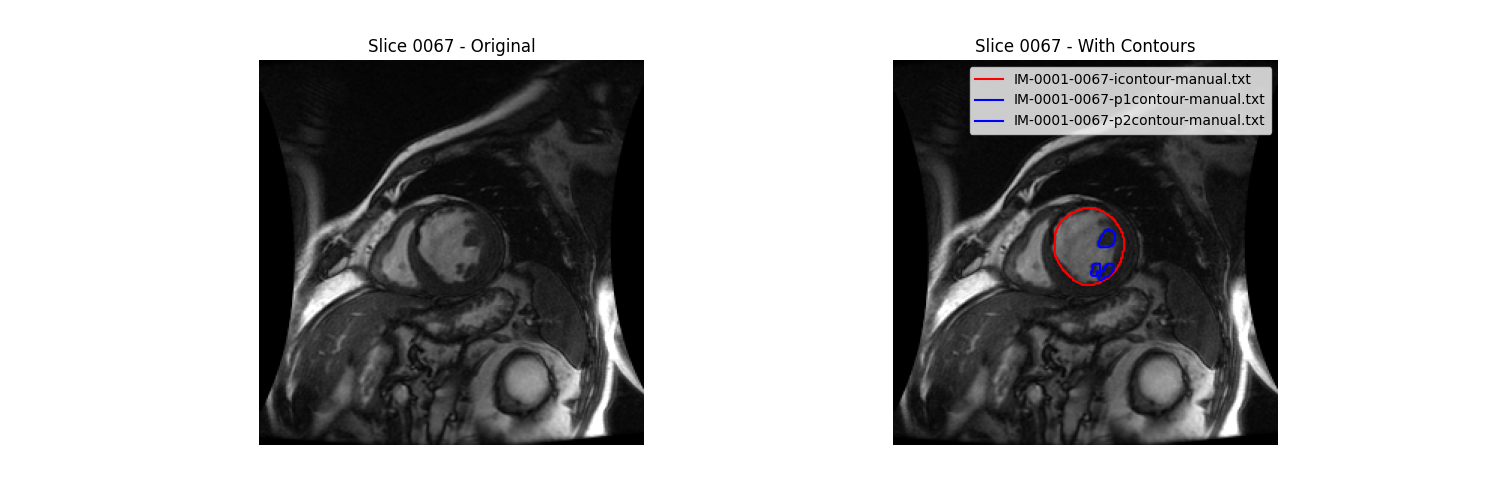 Slice 0067 - Original
Slice 0067 - With Contours
IM-0001-0067-icontour-manual.txt
IM-0001-0067-p1contour-manual.txt
IM-0001-0067-p2contour-manual.txt